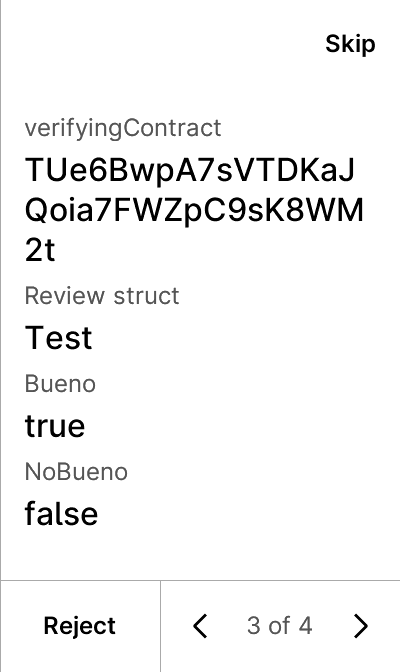 Skip
verifyingContract
TUe6BwpA7sVTDKaJ
Qoia7FWZpC9sK8WM
2t
Review struct
Test
Bueno
true
NoBueno
false
Reject
3 of 4